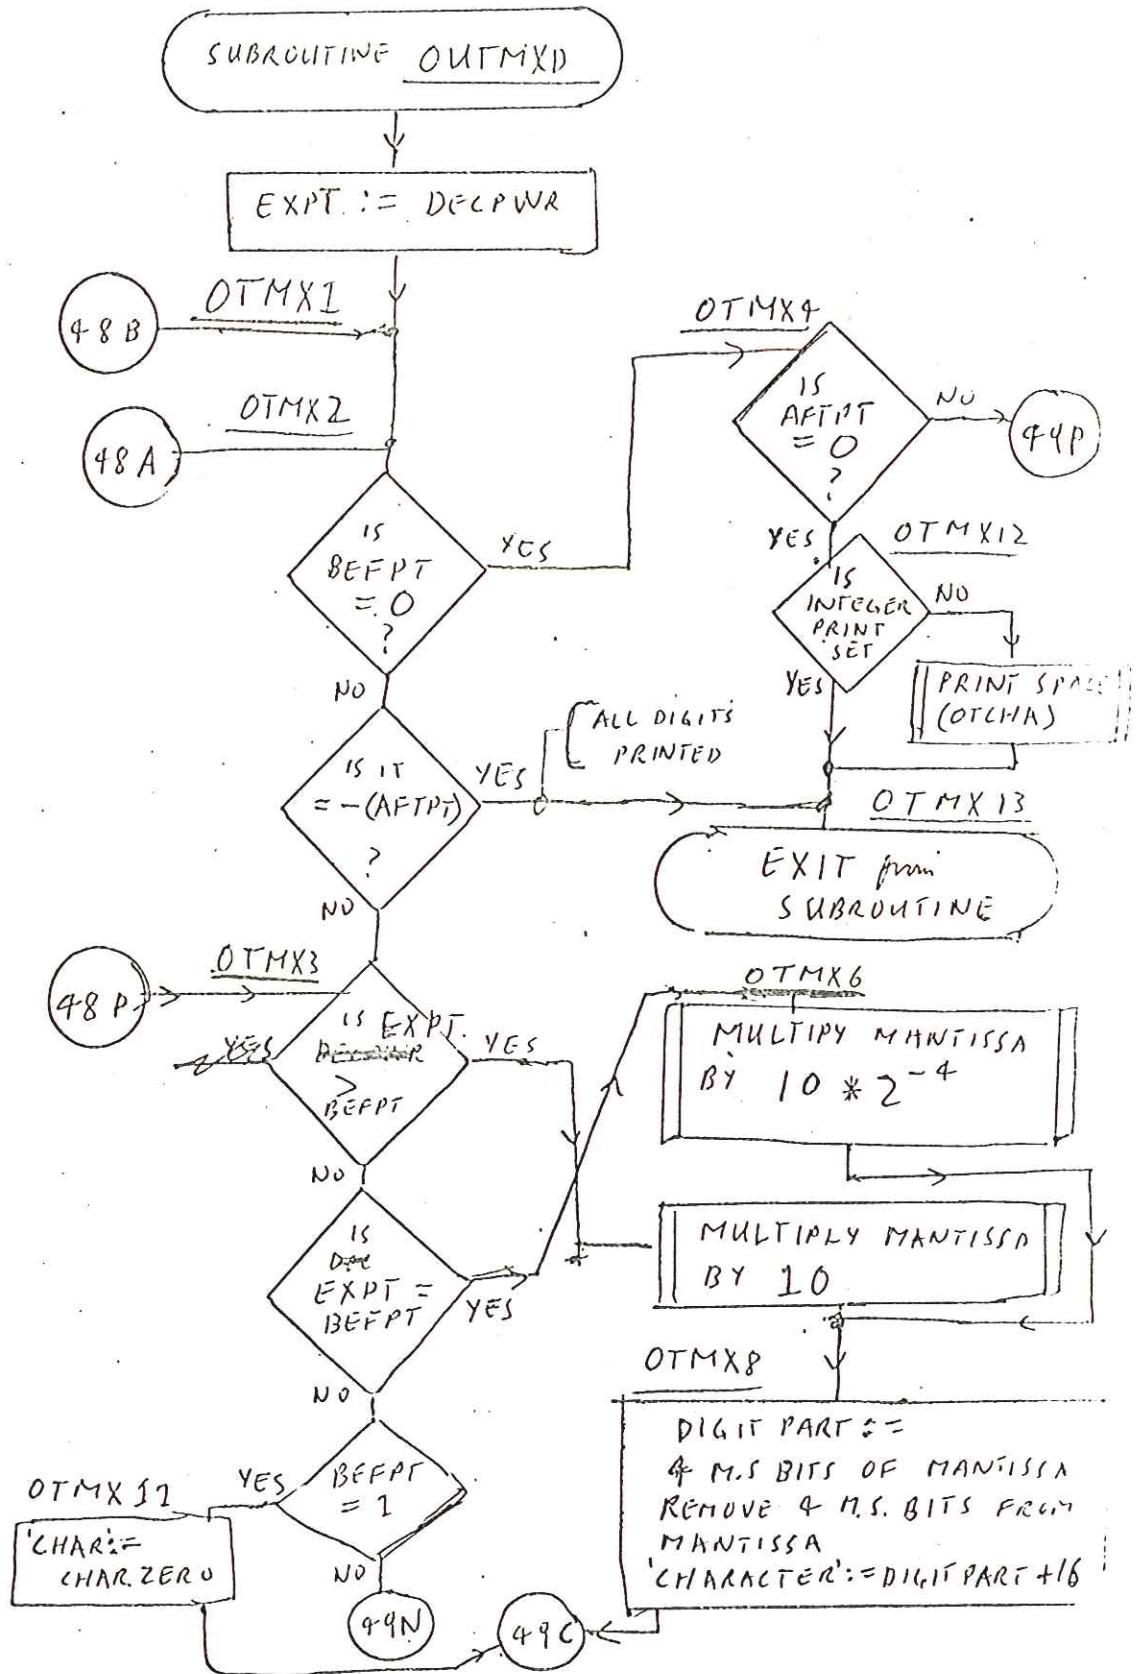 SUBROUTINE OUTMXD
EXPT := DECPWR
OTMX1
48B
OTMX2
48A
IS
BEFPT
= 0
?
YES
NO
OTMX4
IS
AFTPT
= 0
?
NO
49P
YES
OTMX12
IS
INTEGER
PRINT
SET
NO
YES
PRINT SPACE
(OTCHA)
IS IT
= -(AFTPT)
?
YES
NO
ALL DIGITS
PRINTED
OTMX13
EXIT from
SUBROUTINE
48P
OTMX3
IS EXPT.
>
BEFPT
YES
YES
NO
OTMX6
MULTIPY MANTISSA
BY 10 * 2-4
MULTIPLY MANTISSA
BY 10
IS
EXPT =
BEFPT
YES
NO
OTMX8
DIGIT PART :=
4 M.S BITS OF MANTISSA
REMOVE 4 M.S. BITS FROM
MANTISSA
'CHARACTER' := DIGIT PART +16
BEFPT
= 1
YES
NO
OTMX11
'CHAR' :=
CHAR.ZERO
49N
49C